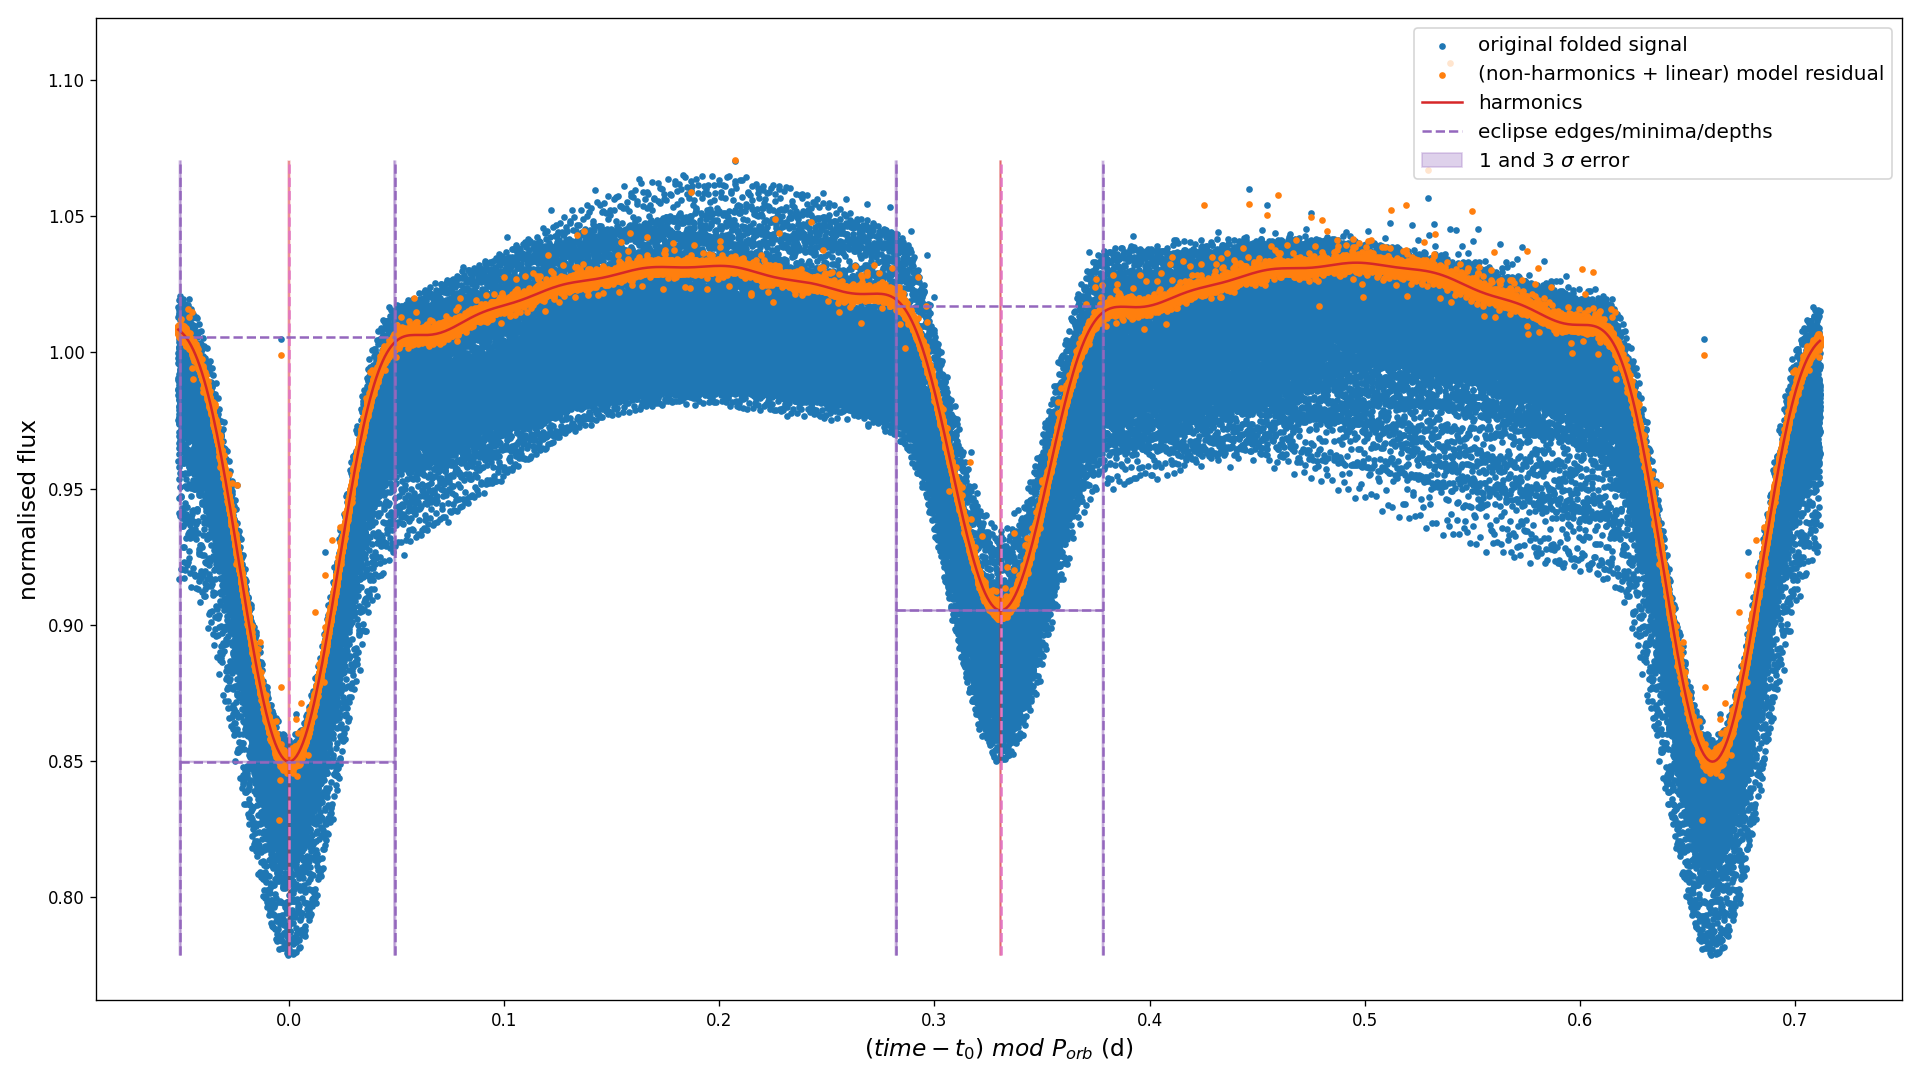 original folded signal
(non-harmonics + linear) model residual
harmonics
eclipse edges/minima/depths
1 and 3 σ error
normalised flux
1.10
1.05
1.00
0.95
0.90
0.85
0.80
0.0 0.1 0.2 0.3 0.4 0.5 0.6 0.7
(time − t₀) mod P_orb (d)